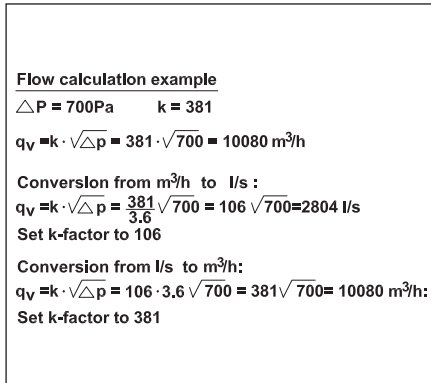 Flow calculation example
△P = 700Pa k = 381
qv =k · √△p = 381 · √700 = 10080 m³/h
Conversion from m³/h to l/s :
qv =k · √△p = 381/3.6 √700 = 106 √700=2804 l/s
Set k-factor to 106
Conversion from l/s to m³/h:
qv =k · √△p = 106 · 3.6 √700 = 381√700= 10080 m³/h:
Set k-factor to 381